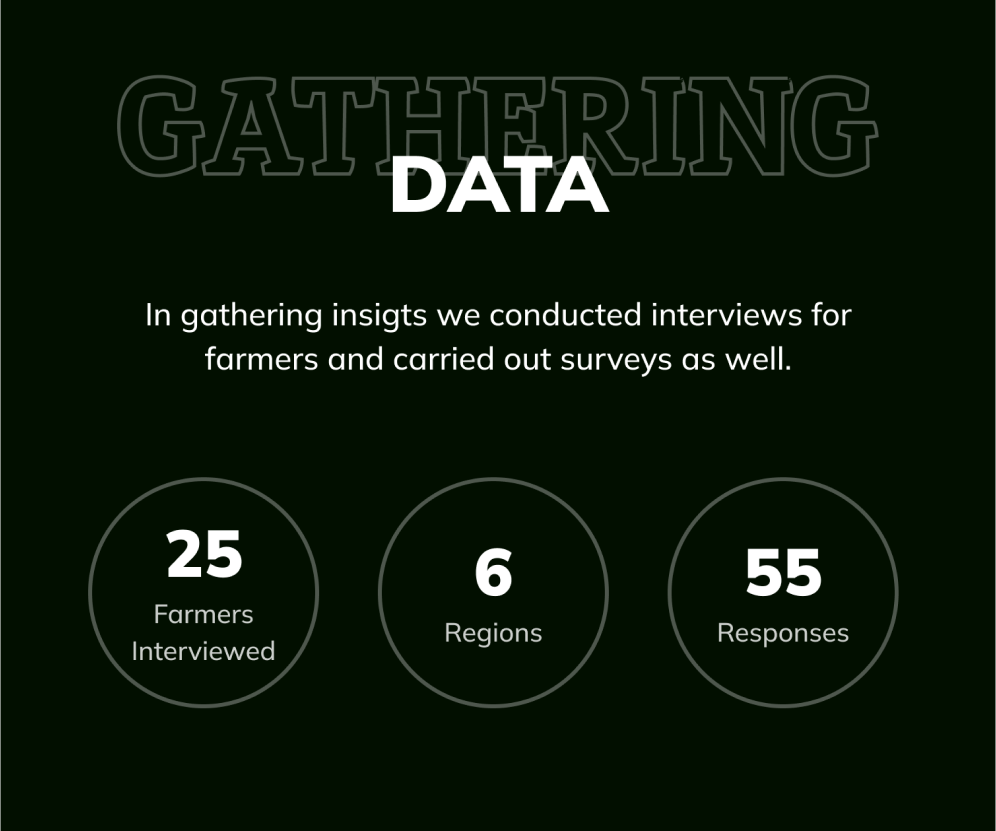 GATHERING
DATA
In gathering insigts we conducted interviews for
farmers and carried out surveys as well.
25
Farmers
Interviewed
6
Regions
55
Responses